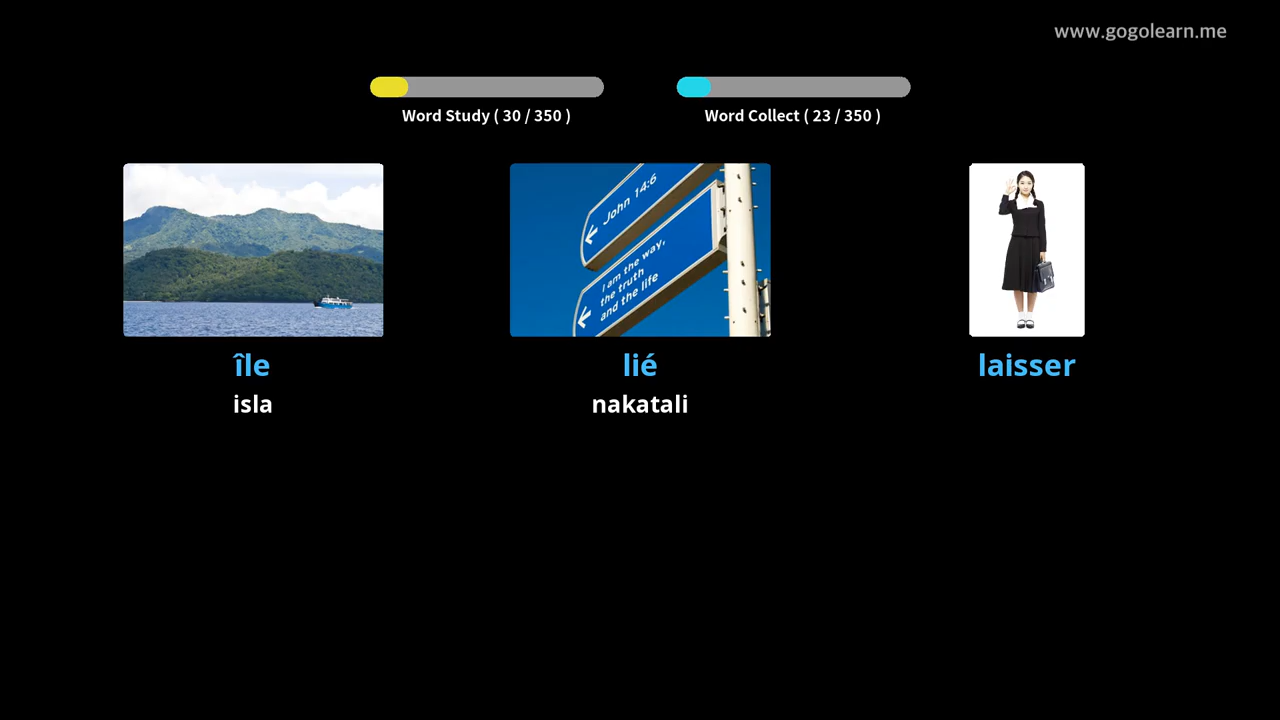 www.gogolearn.me
Word Study ( 30 / 350 )
Word Collect ( 23 / 350 )
John 14:6
I am the way,
the truth
and the life
île
lié
laisser
isla
nakatali